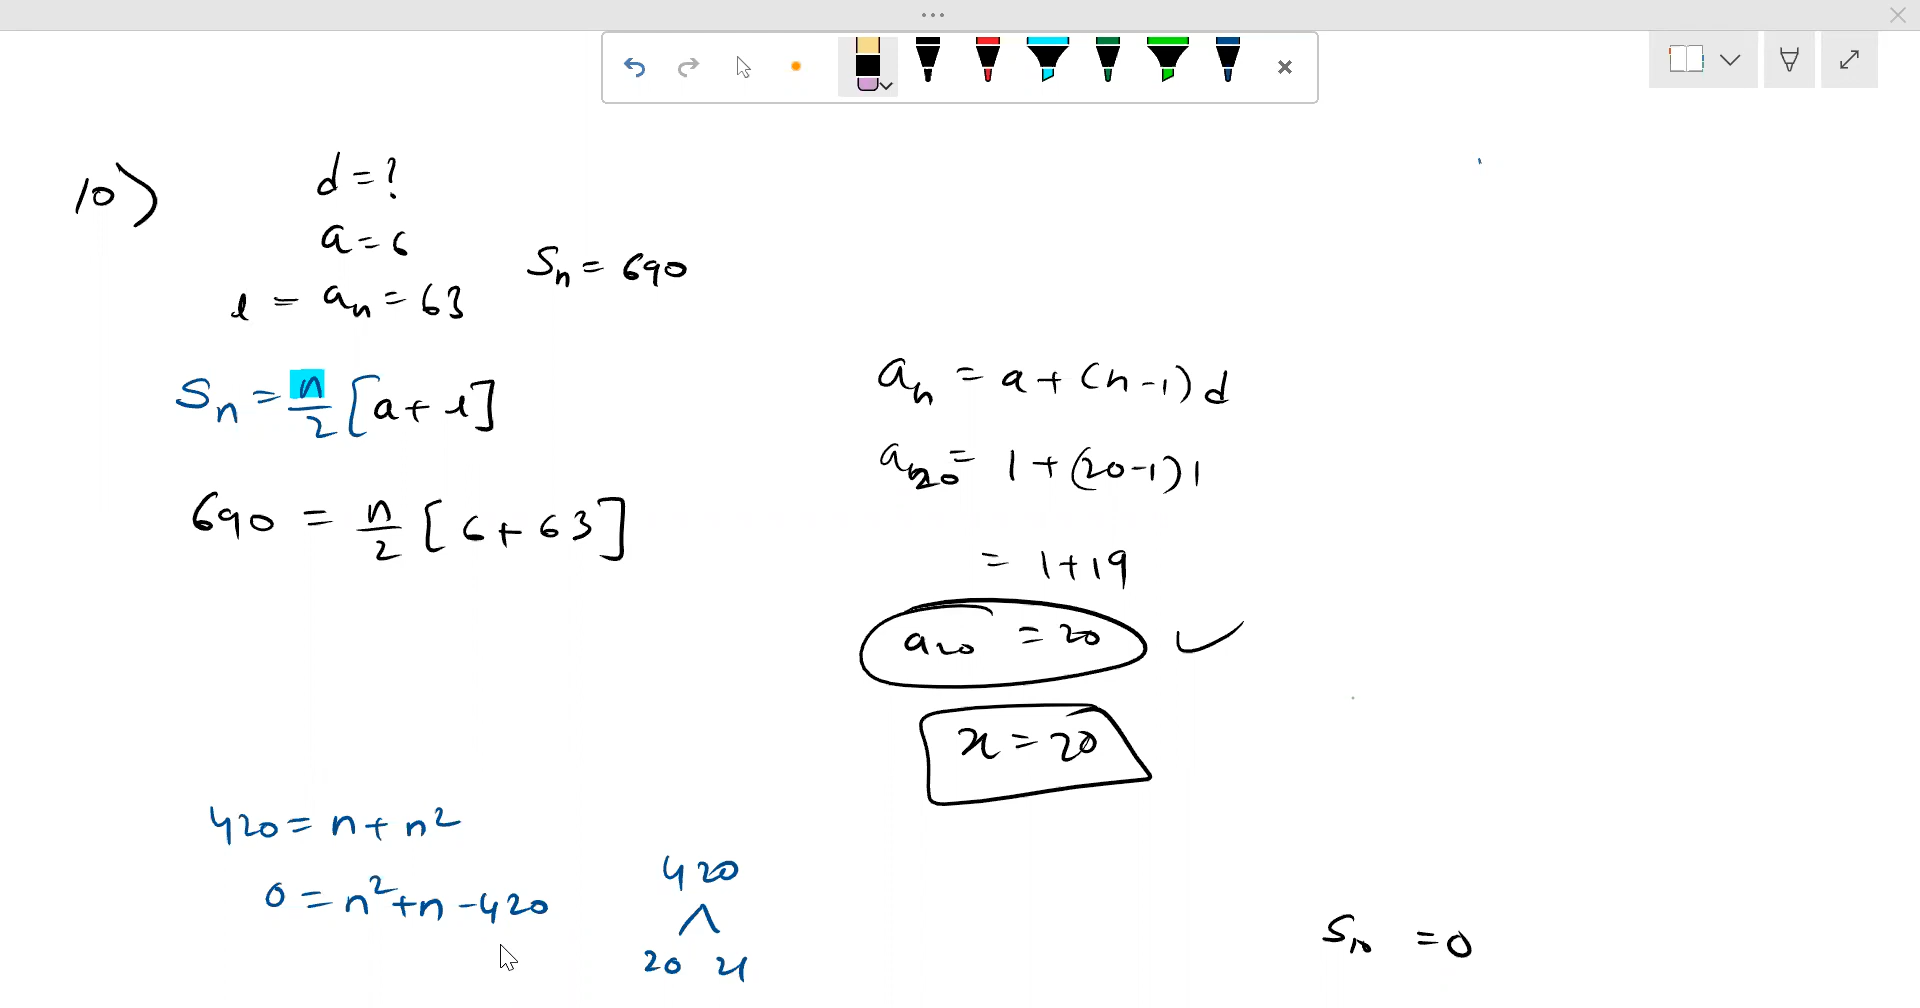 10)
d = ?
a = 6
l = an = 63
Sn = 690
Sn = n/2 [a + l]
690 = n/2 [6 + 63]
an = a + (n - 1) d
a20 = 1 + (20 - 1) 1
= 1 + 19
a20 = 20 ✓
x = 20
420 = n + n²
0 = n² + n - 420
420
20 21
S10 = 0